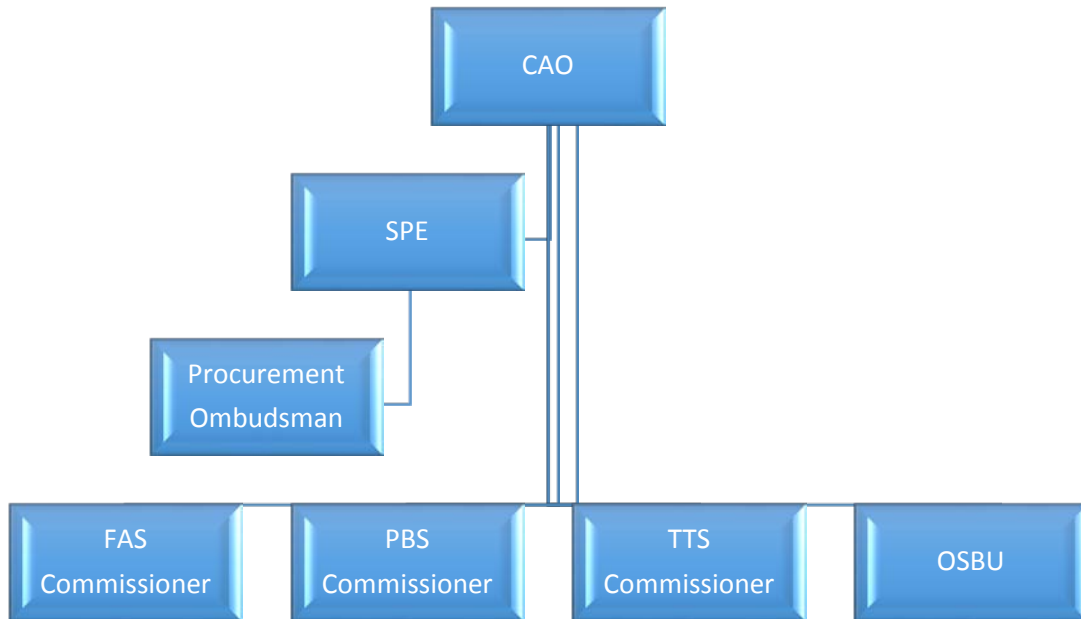 CAO
SPE
Procurement
Ombudsman
FAS
Commissioner
PBS
Commissioner
TTS
Commissioner
OSBU